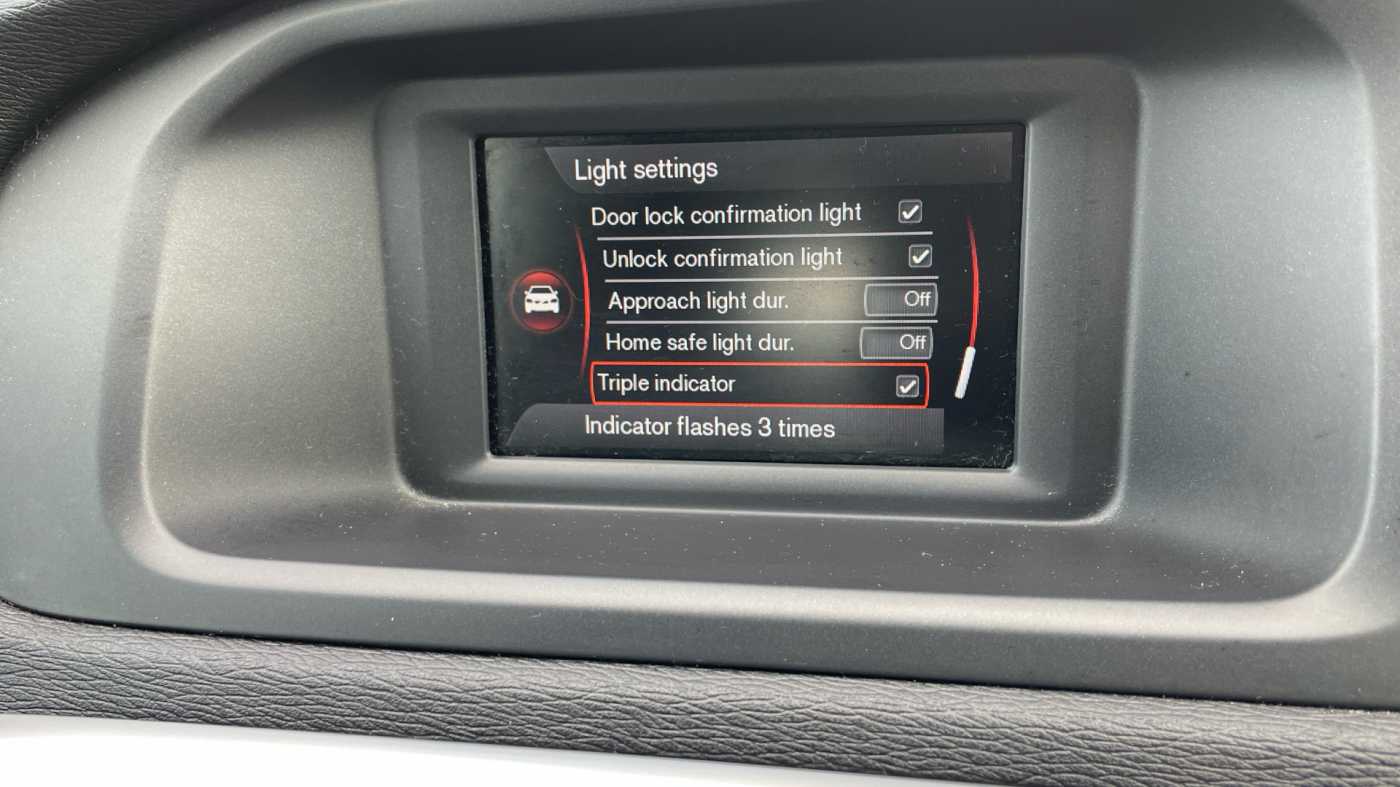 Light settings
Door lock confirmation light
Unlock confirmation light
Approach light dur. Off
Home safe light dur. Off
Triple indicator
Indicator flashes 3 times